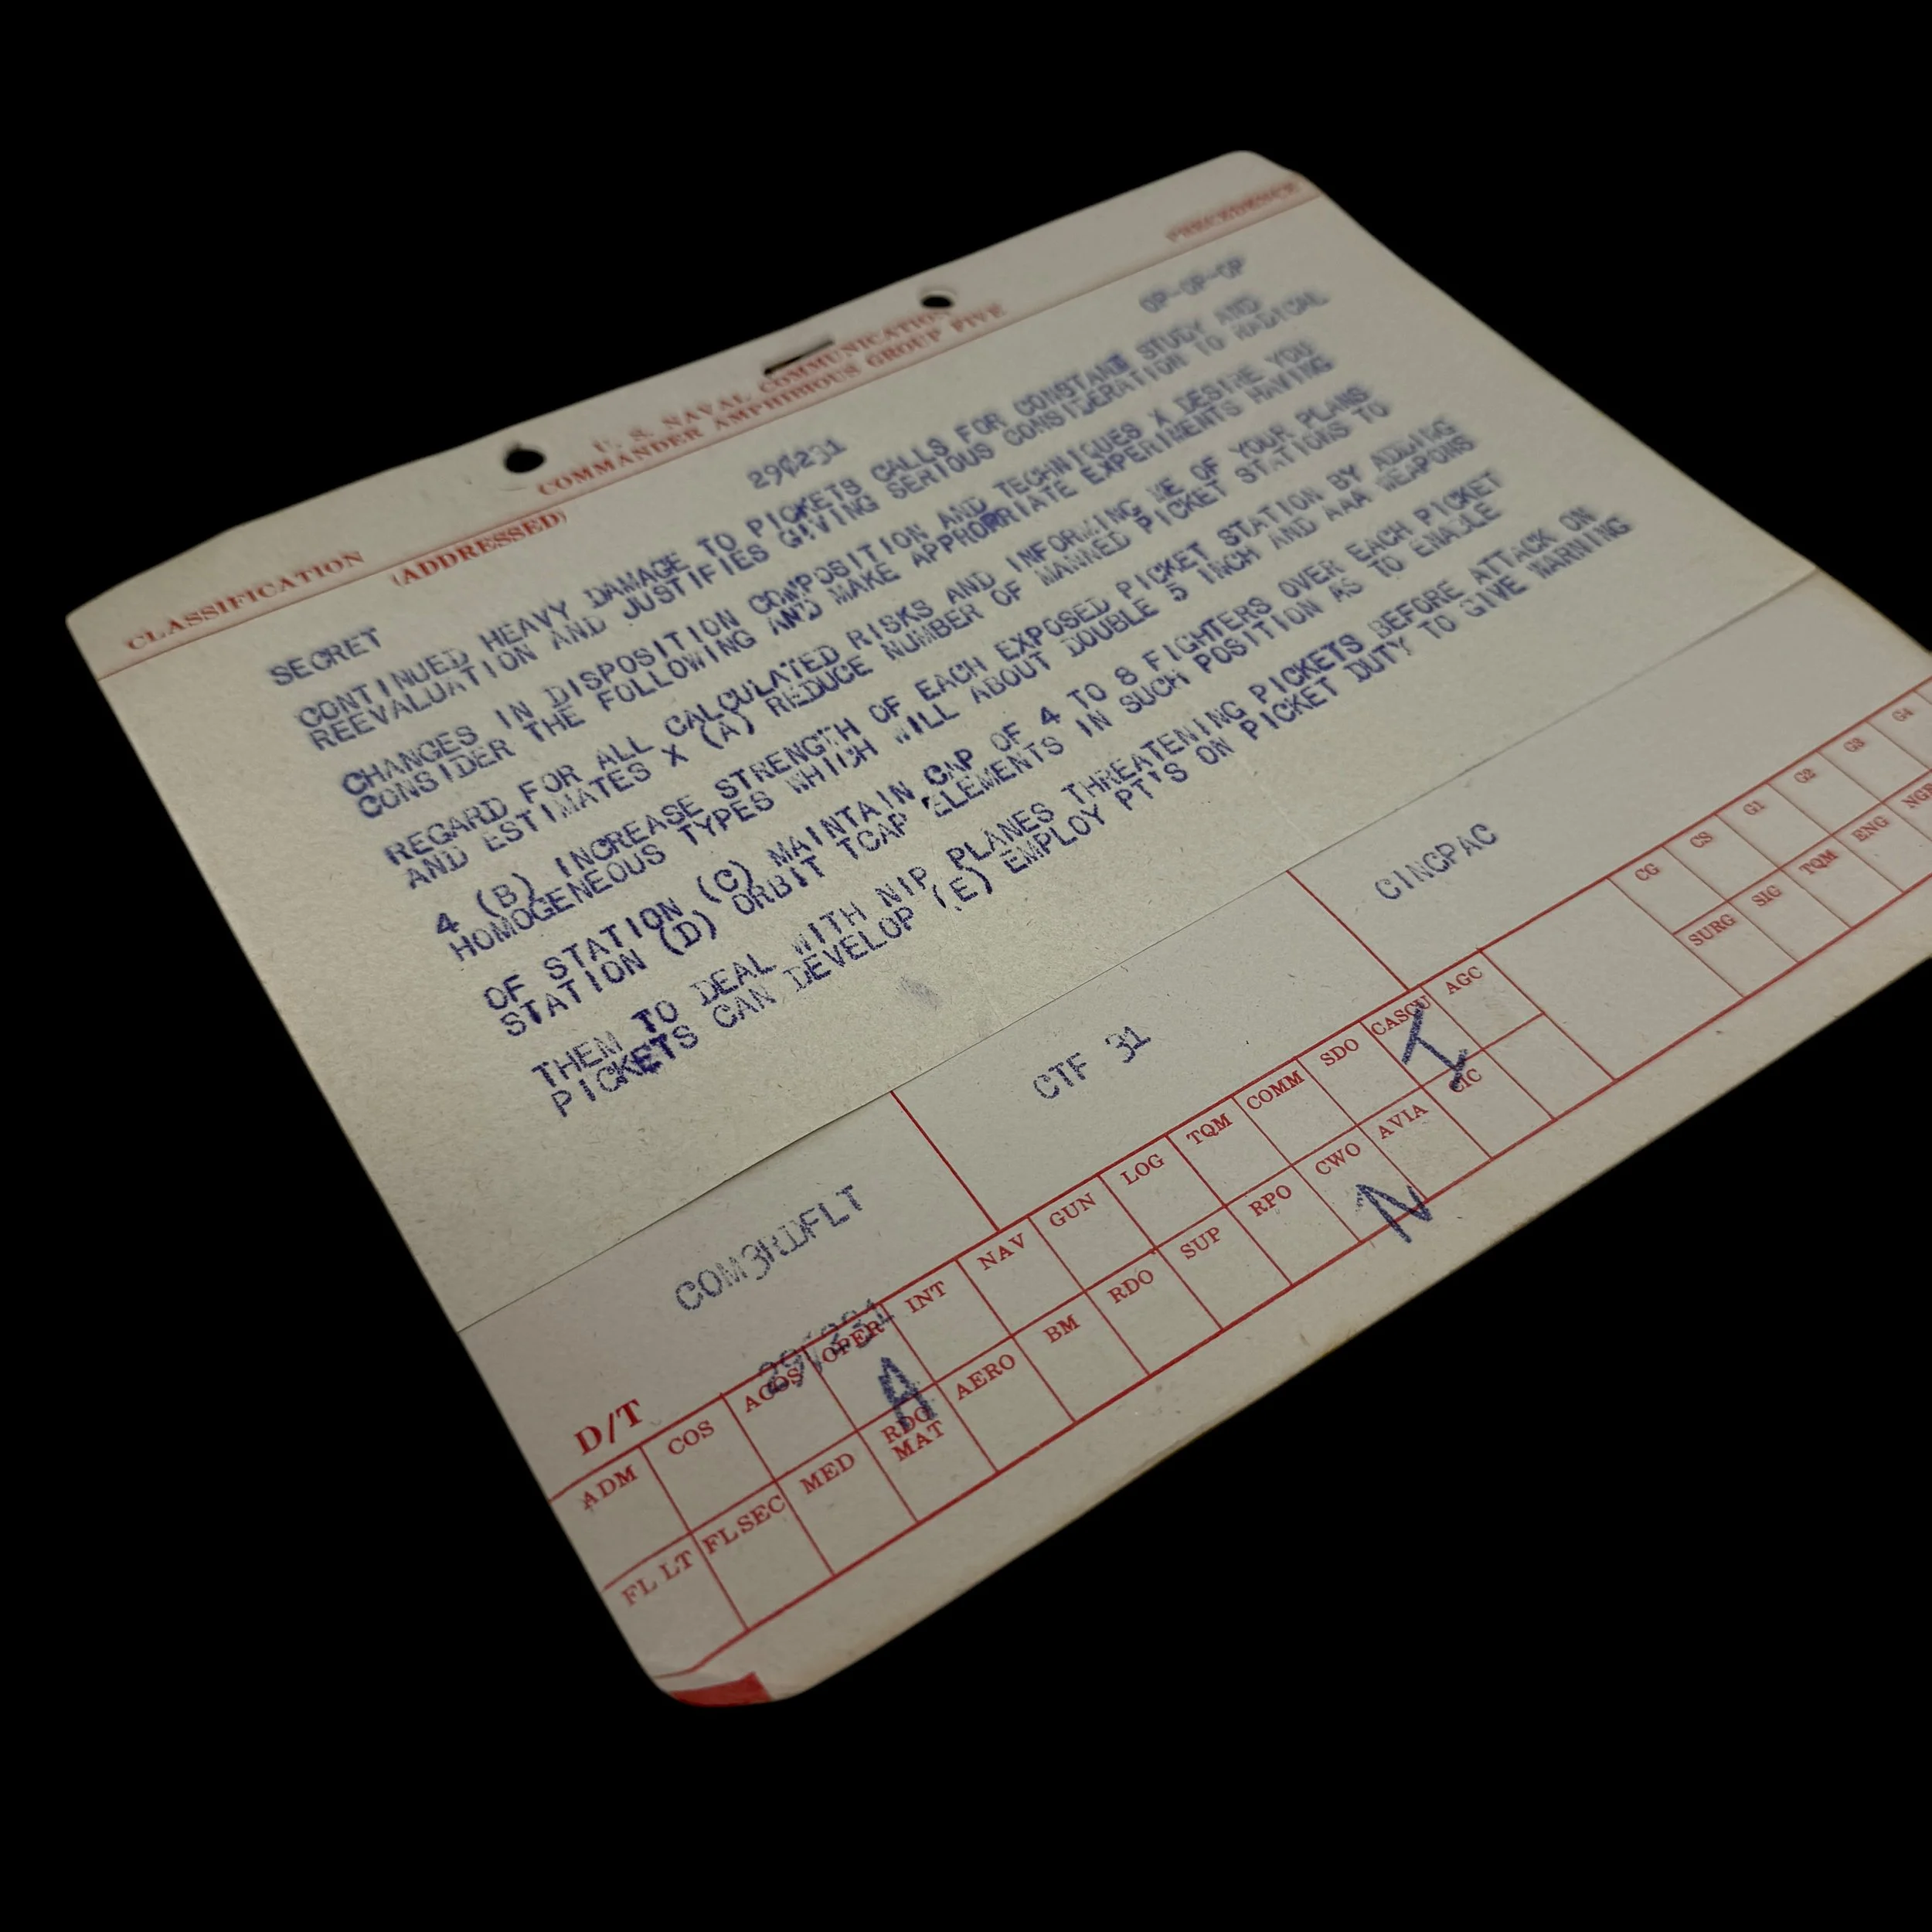 CLASSIFICATION
(ADDRESSED)
U. S. NAVAL COMMUNICATION
COMMANDER AMPHIBIOUS GROUP FIVE
PRECEDENCE
SECRET 290231 OP-OP-OP
CONTINUED HEAVY DAMAGE TO PICKETS CALLS FOR CONSTANT STUDY AND
REEVALUATION AND JUSTIFIES GIVING SERIOUS CONSIDERATION TO RADICAL
CHANGES IN DISPOSITION COMPOSITION AND TECHNIQUES X DESIRE YOU
CONSIDER THE FOLLOWING AND MAKE APPROPRIATE EXPERIMENTS HAVING
REGARD FOR ALL CALCULATED RISKS AND INFORMING ME OF YOUR PLANS
AND ESTIMATES X (A) REDUCE NUMBER OF MANNED PICKET STATIONS TO
4 (B) INCREASE STRENGTH OF EACH EXPOSED PICKET STATION BY ADDING
HOMOGENEOUS TYPES WHICH WILL ABOUT DOUBLE 5 INCH AND AAA WEAPONS
OF STATION (C) MAINTAIN CAP OF 4 TO 8 FIGHTERS OVER EACH PICKET
STATION (D) ORBIT TCAP ELEMENTS IN SUCH POSITION AS TO ENABLE
THEM TO DEAL WITH NIP PLANES THREATENING PICKETS BEFORE ATTACK ON
PICKETS CAN DEVELOP (E) EMPLOY PT'S ON PICKET DUTY TO GIVE WARNING
COM3RDFLT CTF 31 CINCPAC
D/T 290231
ADM COS ACOS OPER INT NAV GUN LOG TQM COMM SDO CASCU AGC CG CS G1 G2 G3 G4
A I
FL LT FLSEC MED RDO MAT AERO BM RDO SUP RPO CWO AVIA CIC SURG SIG TQM ENG
N